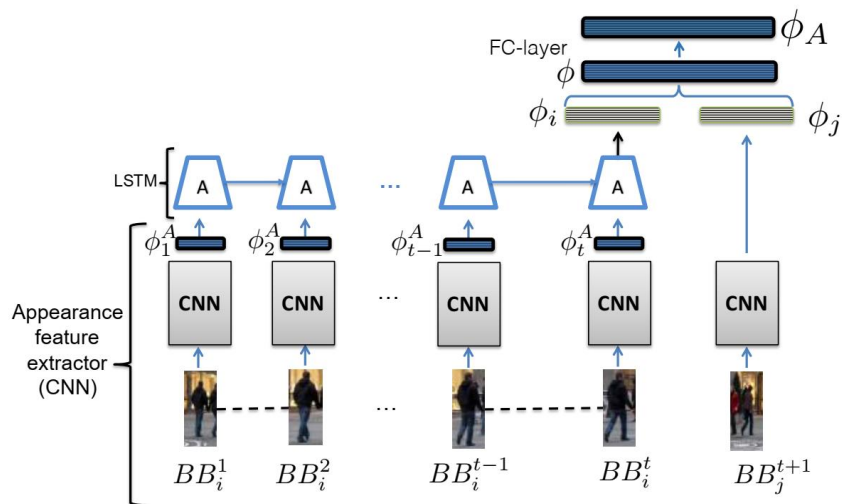 ϕ_A
FC-layer
ϕ
ϕ_i
ϕ_j
LSTM
A
A
...
A
A
ϕ_1^A
ϕ_2^A
ϕ_{t-1}^A
ϕ_t^A
CNN
CNN
...
CNN
CNN
CNN
Appearance
feature
extractor
(CNN)
...
BB_i^1
BB_i^2
BB_i^{t-1}
BB_i^t
BB_j^{t+1}